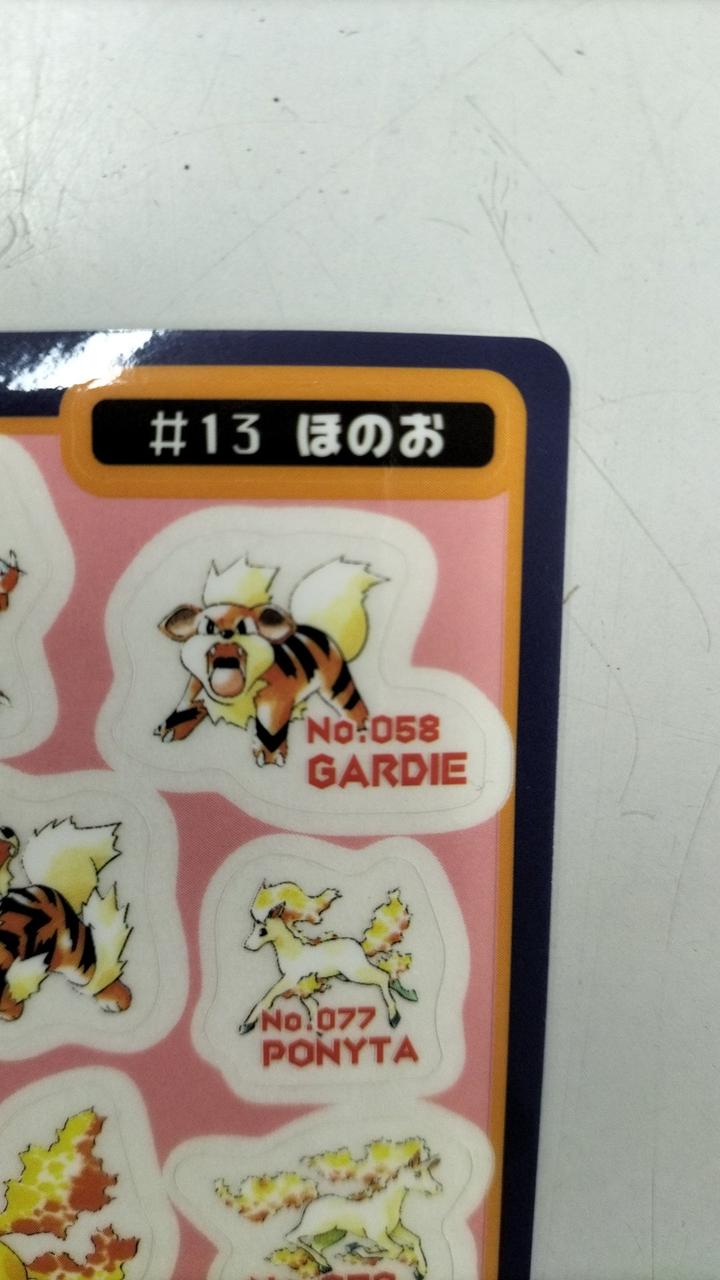 #13 ほのお
No.058
GARDIE
No.077
PONYTA